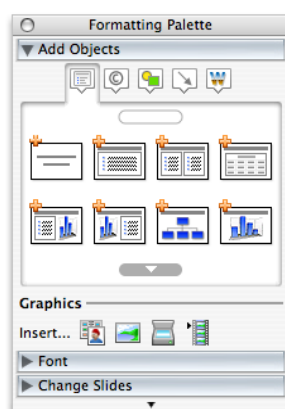 Formatting Palette
Add Objects
©
W
Graphics
Insert...
Font
Change Slides